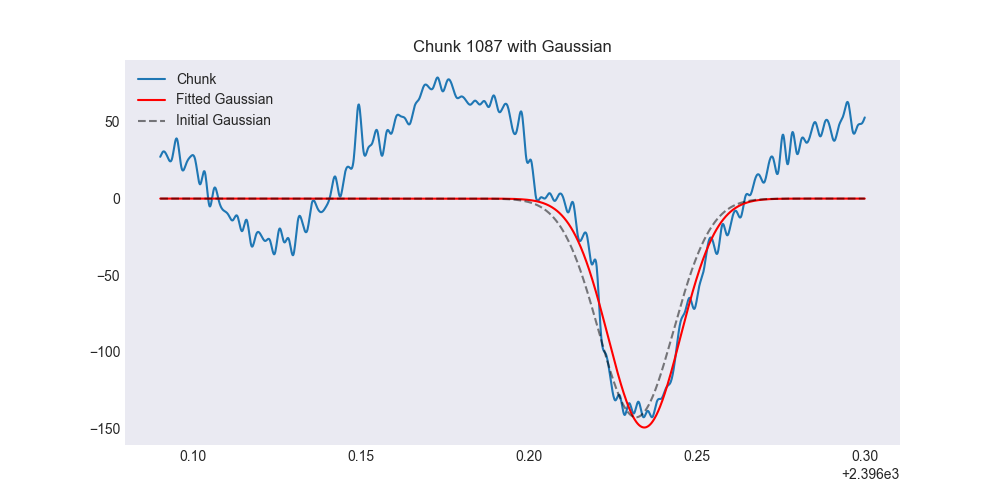 Chunk 1087 with Gaussian
Chunk
Fitted Gaussian
Initial Gaussian
50
0
−50
−100
−150
0.10 0.15 0.20 0.25 0.30
+2.396e3